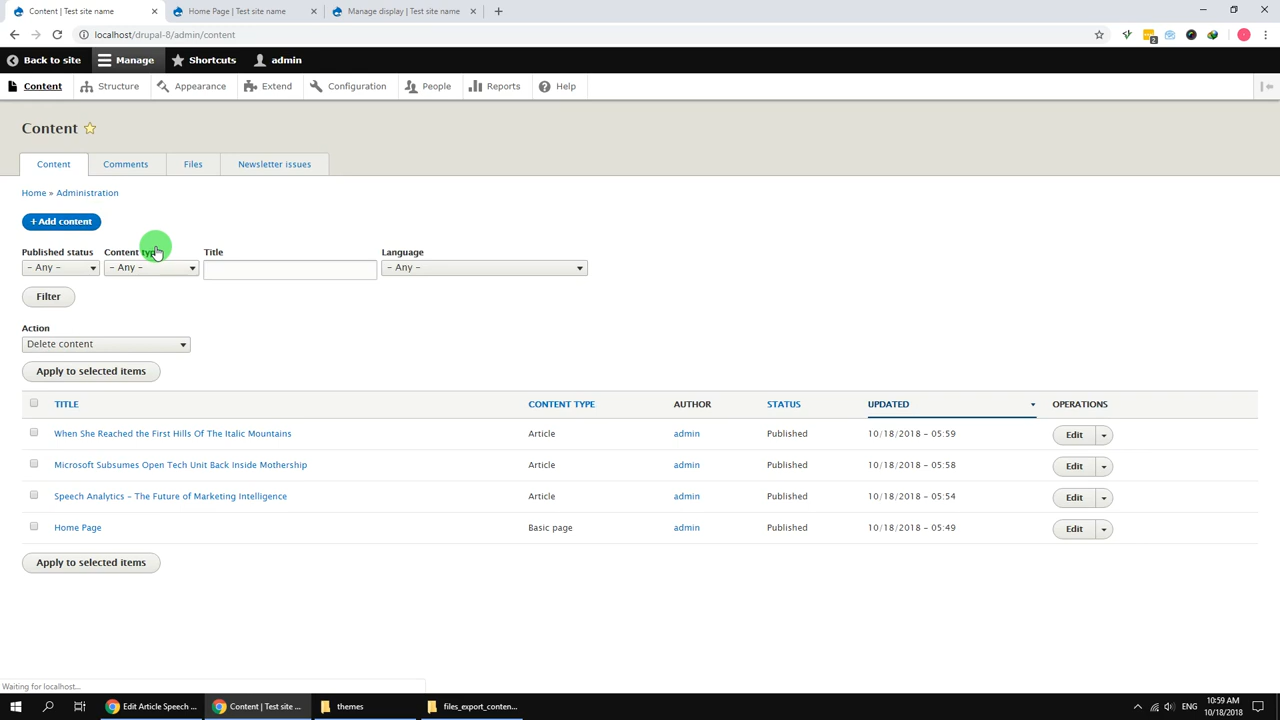 Content | Test site name
Home Page | Test site name
Manage display | Test site name
localhost/drupal-8/admin/content
2
Back to site
Manage
Shortcuts
admin
Content
Structure
Appearance
Extend
Configuration
People
Reports
Help
Content
Content
Comments
Files
Newsletter issues
Home » Administration
+ Add content
Published status
Content type
Title
Language
- Any -
- Any -
- Any -
Filter
Action
Delete content
Apply to selected items
TITLE CONTENT TYPE AUTHOR STATUS UPDATED OPERATIONS
When She Reached the First Hills Of The Italic Mountains Article admin Published 10/18/2018 - 05:59 Edit
Microsoft Subsumes Open Tech Unit Back Inside Mothership Article admin Published 10/18/2018 - 05:58 Edit
Speech Analytics - The Future of Marketing Intelligence Article admin Published 10/18/2018 - 05:54 Edit
Home Page Basic page admin Published 10/18/2018 - 05:49 Edit
Apply to selected items
Waiting for localhost...
Edit Article Speech ...
Content | Test site ...
themes
files_export_conten...
ENG
10:59 AM
10/18/2018